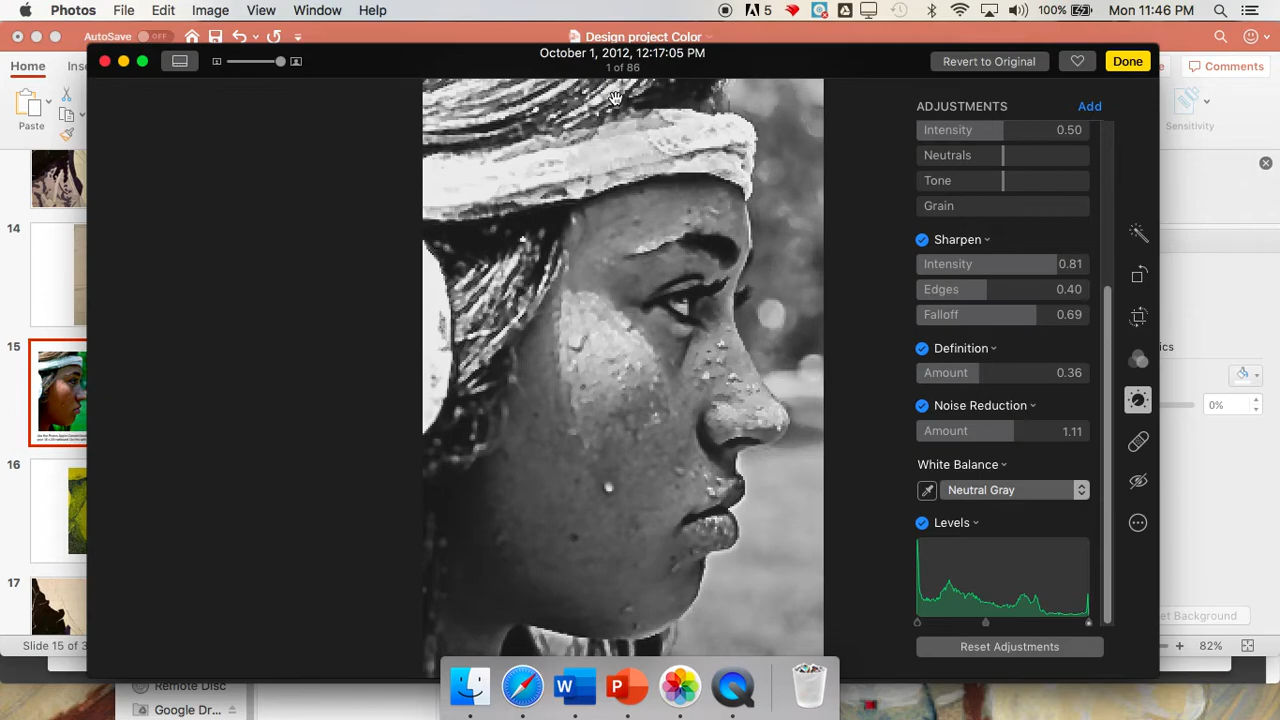 Photos File Edit Image View Window Help 5 100% Mon 11:46 AM
AutoSave OFF Design project Color
October 1, 2012, 12:17:05 PM
1 of 86
Revert to Original Done
Home Comments
Paste Sensitivity
ADJUSTMENTS Add
Intensity 0.50
Neutrals
Tone
Grain
Sharpen
Intensity 0.81
Edges 0.40
Falloff 0.69
Definition
Amount 0.36
Noise Reduction
Amount 1.11
White Balance
Neutral Gray
Levels
Reset Adjustments
14
15
16
17
0%
Slide 15 of 3
82%
Remote Disc
Google Dr...
W P